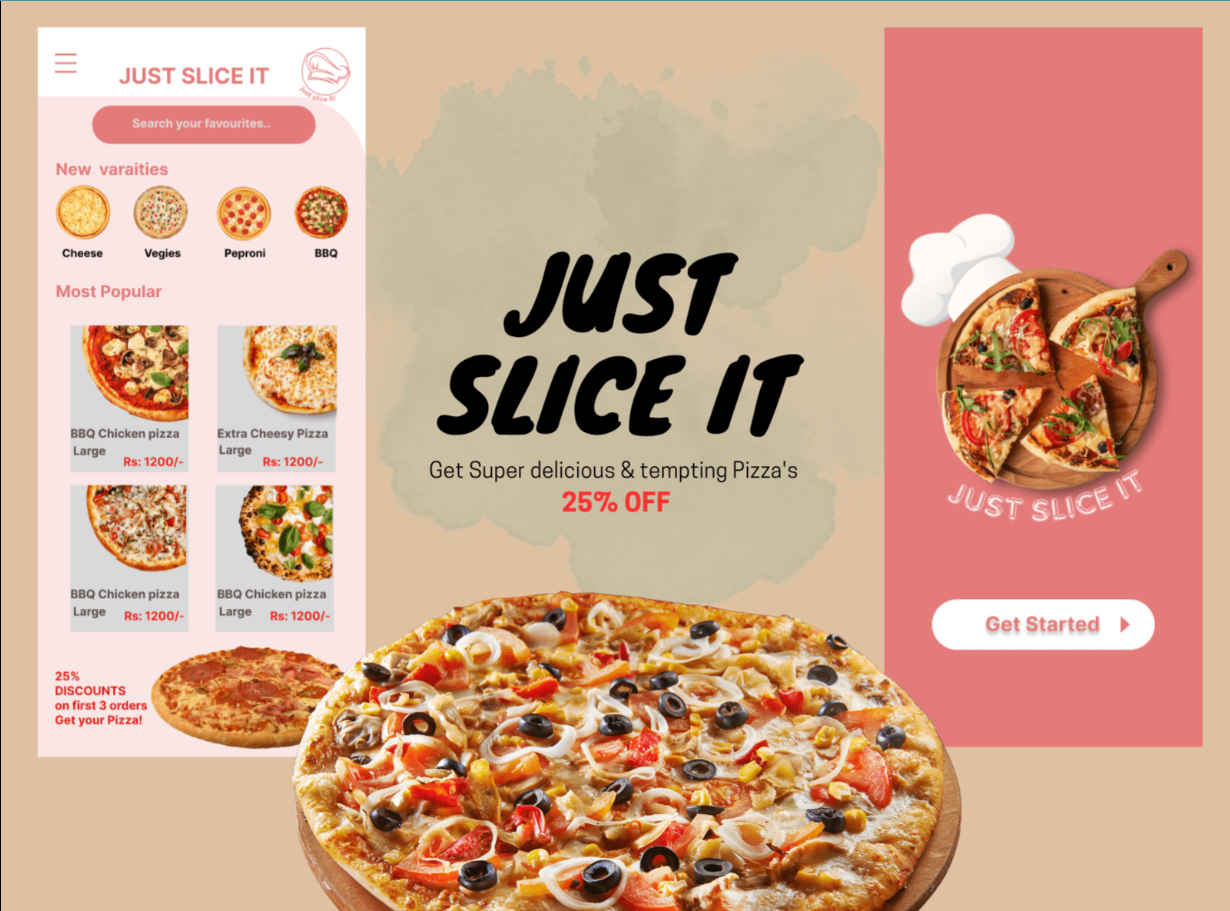 JUST SLICE IT
just slice it!
Search your favourites..
New varaities
Cheese
Vegies
Peproni
BBQ
Most Popular
BBQ Chicken pizza
Large
Rs: 1200/-
Extra Cheesy Pizza
Large
Rs: 1200/-
BBQ Chicken pizza
Large
Rs: 1200/-
BBQ Chicken pizza
Large
Rs: 1200/-
25%
DISCOUNTS
on first 3 orders
Get your Pizza!
JUST
SLICE IT
Get Super delicious & tempting Pizza's
25% OFF
JUST SLICE IT
Get Started